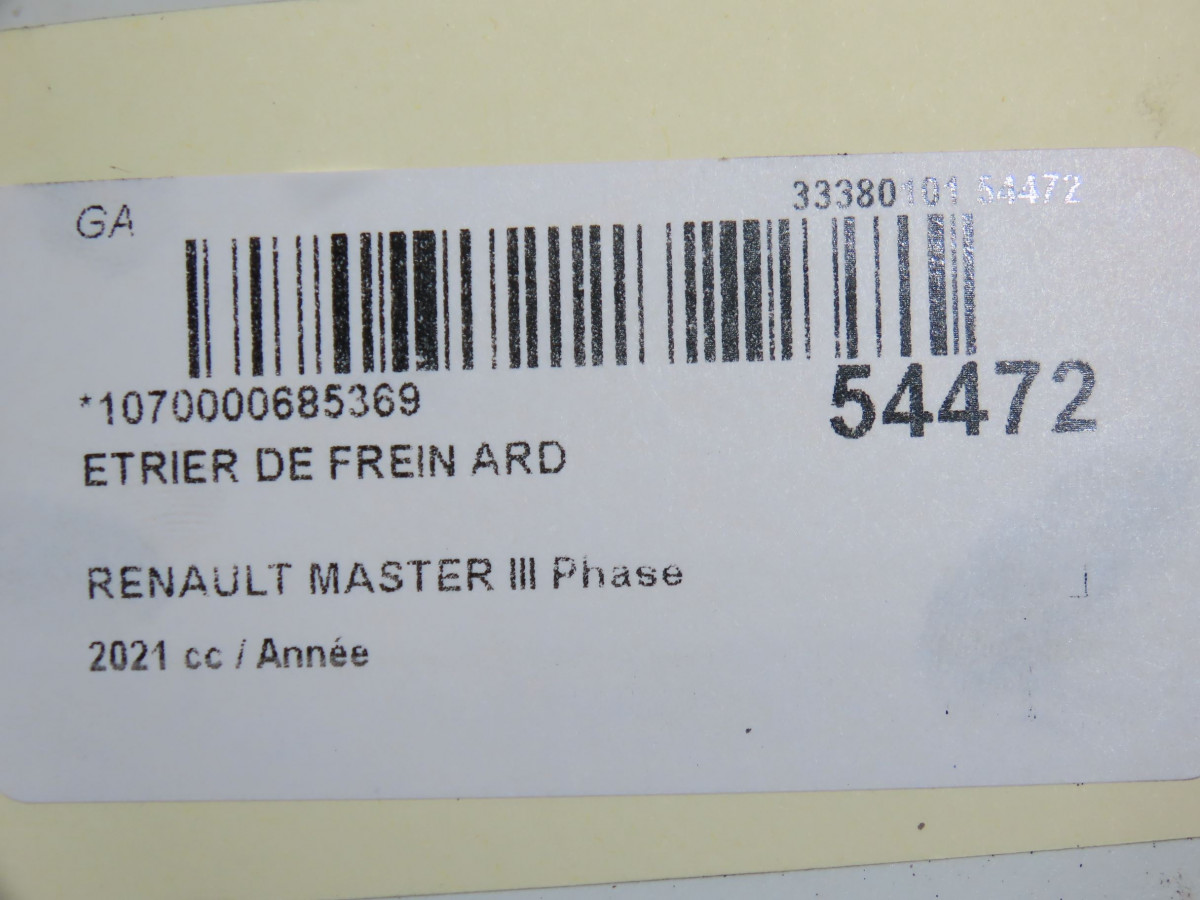 GA
33380101 54472
*1070000685369
54472
ETRIER DE FREIN ARD
RENAULT MASTER III Phase
2021 cc / Année